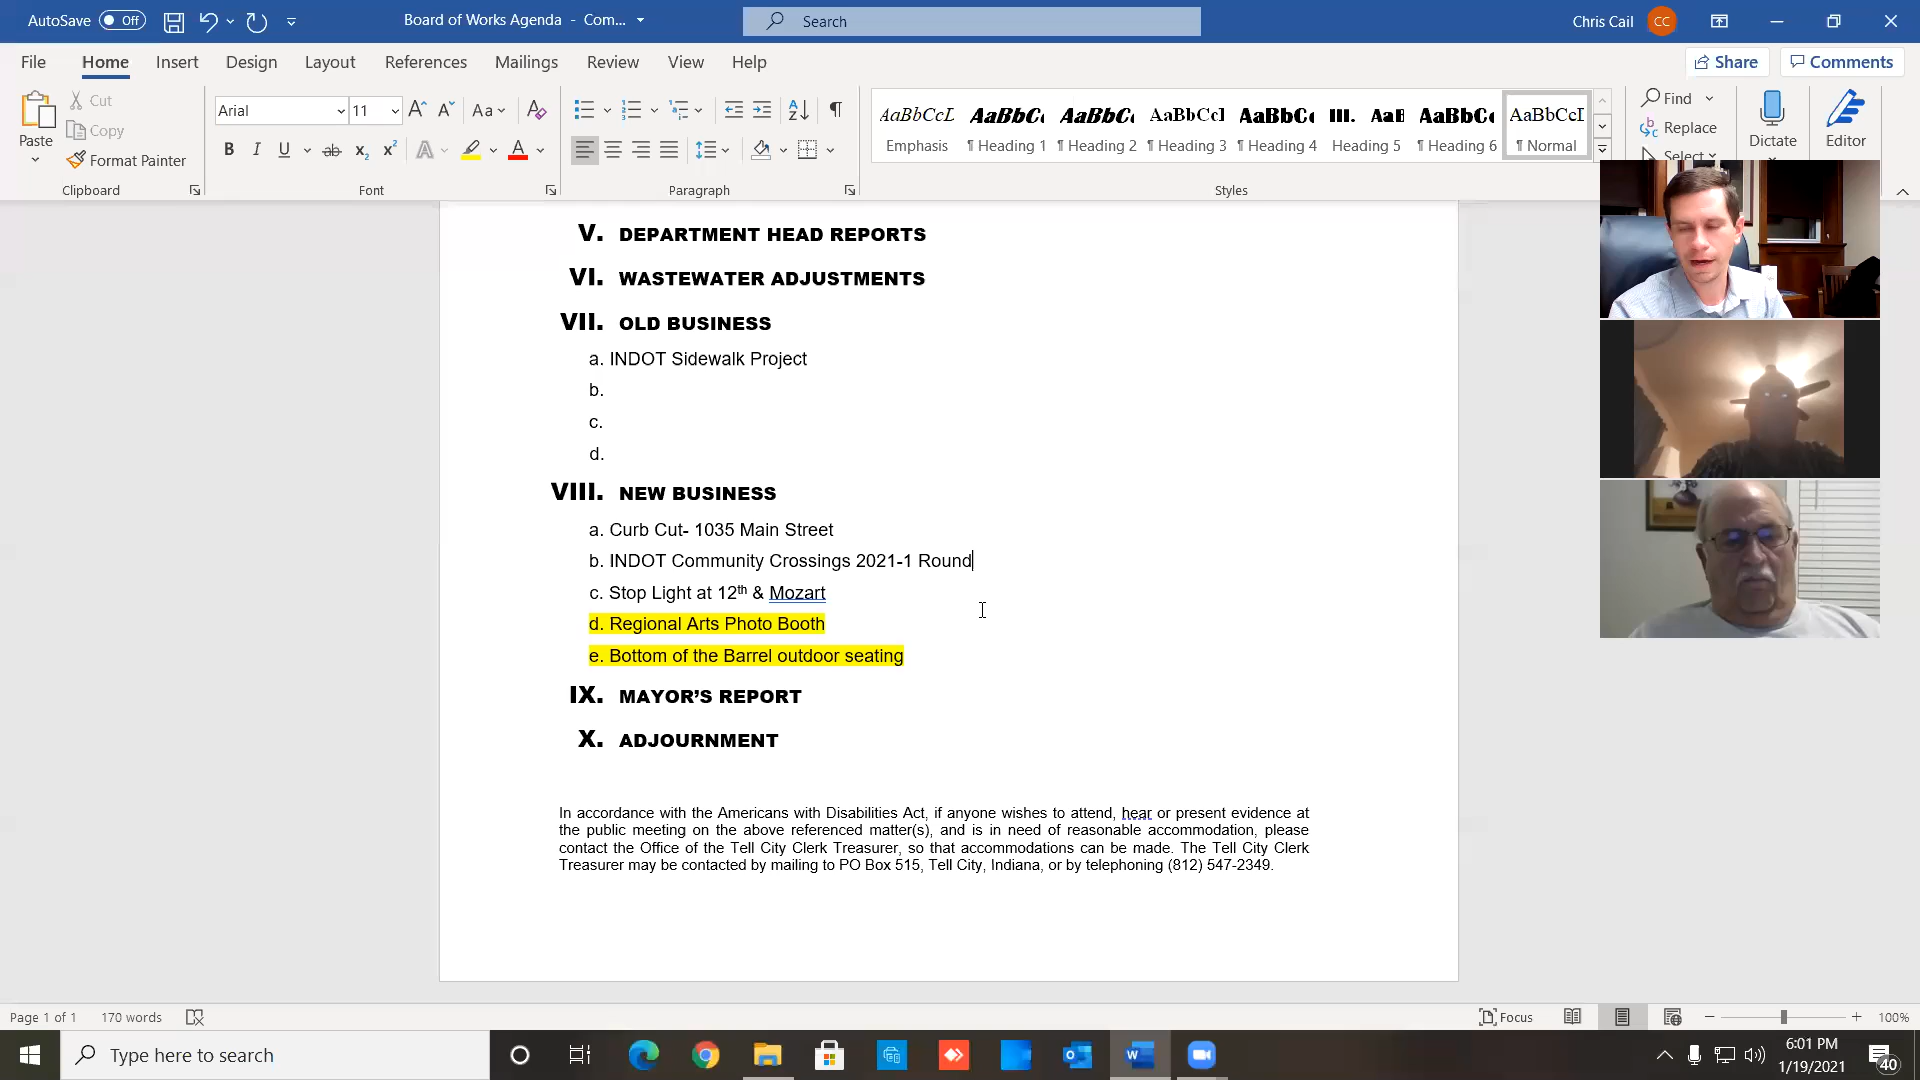 AutoSave Off Board of Works Agenda - Com... Search Chris Cail CC
File Home Insert Design Layout References Mailings Review View Help Share Comments
Paste Cut Copy Format Painter
Clipboard
Arial 11 Aa
B I U ab x₂ x² A A
Font
Paragraph
AaBbCcL AaBbC AaBbC AaBbCcI AaBbC III. AaB AaBbC AaBbCcI
Emphasis ¶ Heading 1 ¶ Heading 2 ¶ Heading 3 ¶ Heading 4 Heading 5 ¶ Heading 6 ¶ Normal
Styles
Find
Replace
Select
Dictate Editor
V. DEPARTMENT HEAD REPORTS
VI. WASTEWATER ADJUSTMENTS
VII. OLD BUSINESS
a. INDOT Sidewalk Project
b.
c.
d.
VIII. NEW BUSINESS
a. Curb Cut- 1035 Main Street
b. INDOT Community Crossings 2021-1 Round
c. Stop Light at 12th & Mozart
d. Regional Arts Photo Booth
e. Bottom of the Barrel outdoor seating
IX. MAYOR’S REPORT
X. ADJOURNMENT
In accordance with the Americans with Disabilities Act, if anyone wishes to attend, hear or present evidence at
the public meeting on the above referenced matter(s), and is in need of reasonable accommodation, please
contact the Office of the Tell City Clerk Treasurer, so that accommodations can be made. The Tell City Clerk
Treasurer may be contacted by mailing to PO Box 515, Tell City, Indiana, or by telephoning (812) 547-2349.
Page 1 of 1 170 words Focus 100%
Type here to search
6:01 PM
1/19/2021
40